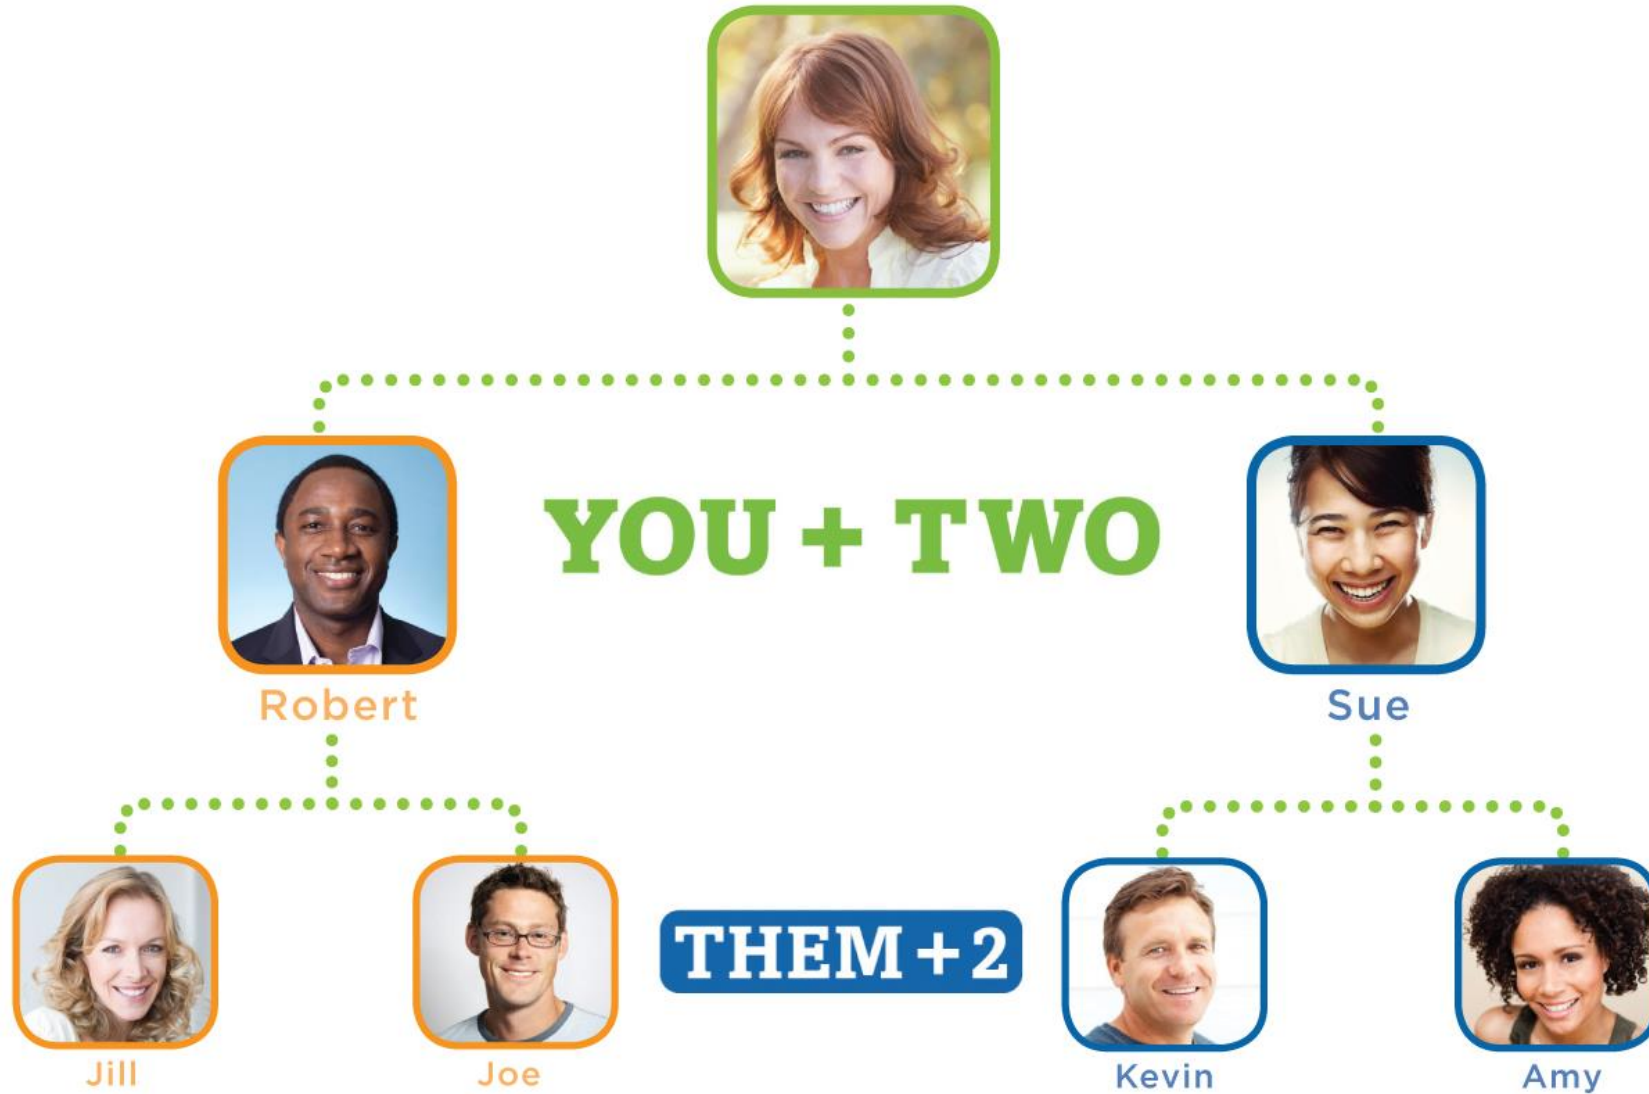 YOU + TWO
Robert
Sue
THEM + 2
Jill
Joe
Kevin
Amy